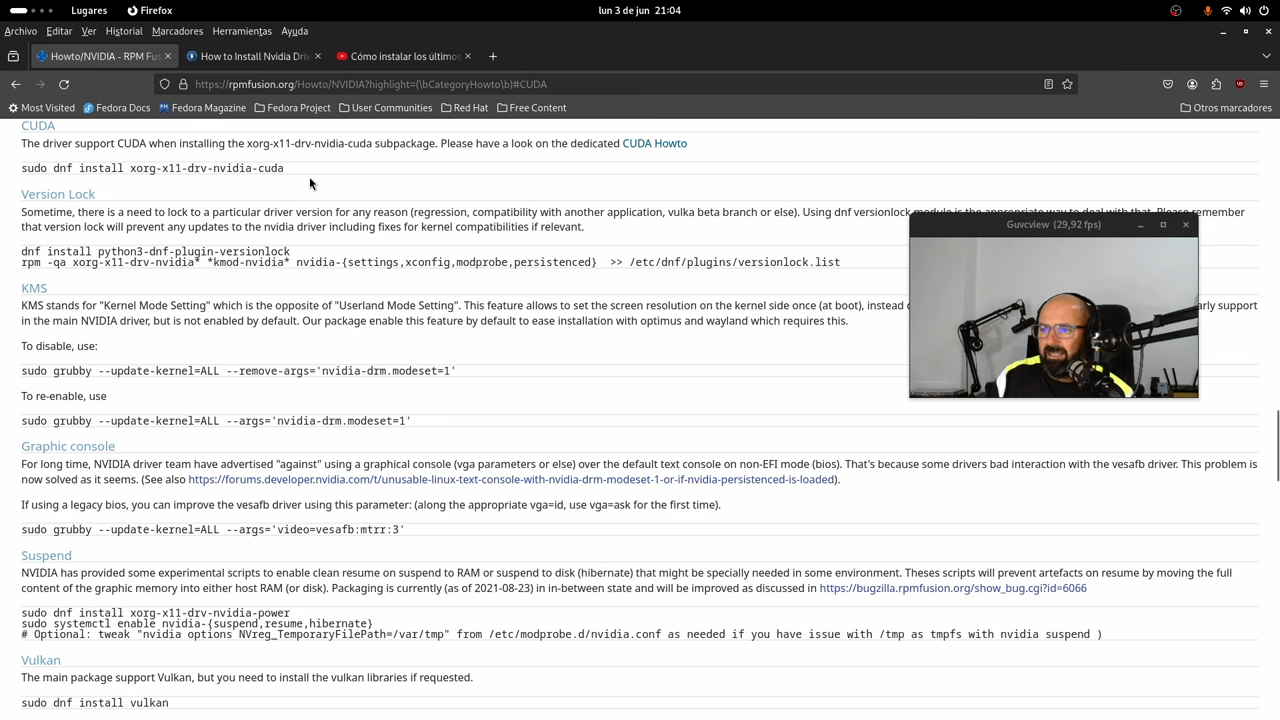 Lugares
Firefox
lun 3 de jun 21:04
Archivo Editar Ver Historial Marcadores Herramientas Ayuda
Howto/NVIDIA - RPM Fus
How to Install Nvidia Driv
Cómo instalar los últimos
https://rpmfusion.org/Howto/NVIDIA?highlight=(\bCategoryHowto\b)#CUDA
Most Visited Fedora Docs Fedora Magazine Fedora Project User Communities Red Hat Free Content Otros marcadores
CUDA
The driver support CUDA when installing the xorg-x11-drv-nvidia-cuda subpackage. Please have a look on the dedicated CUDA Howto
sudo dnf install xorg-x11-drv-nvidia-cuda
Version Lock
Sometime, there is a need to lock to a particular driver version for any reason (regression, compatibility with another application, vulka beta branch or else). Using dnf versionlock module is the appropriate way to deal with that. Please remember
that version lock will prevent any updates to the nvidia driver including fixes for kernel compatibilities if relevant.
Guvcview (29,92 fps)
dnf install python3-dnf-plugin-versionlock
rpm -qa xorg-x11-drv-nvidia* *kmod-nvidia* nvidia-{settings,xconfig,modprobe,persistenced} >> /etc/dnf/plugins/versionlock.list
KMS
KMS stands for "Kernel Mode Setting" which is the opposite of "Userland Mode Setting". This feature allows to set the screen resolution on the kernel side once (at boot), instead support
in the main NVIDIA driver, but is not enabled by default. Our package enable this feature by default to ease installation with optimus and wayland which requires this.
To disable, use:
sudo grubby --update-kernel=ALL --remove-args='nvidia-drm.modeset=1'
To re-enable, use
sudo grubby --update-kernel=ALL --args='nvidia-drm.modeset=1'
Graphic console
For long time, NVIDIA driver team have advertised "against" using a graphical console (vga parameters or else) over the default text console on non-EFI mode (bios). That's because some drivers bad interaction with the vesafb driver. This problem is
now solved as it seems. (See also https://forums.developer.nvidia.com/t/unusable-linux-text-console-with-nvidia-drm-modeset-1-or-if-nvidia-persistenced-is-loaded).
If using a legacy bios, you can improve the vesafb driver using this parameter: (along the appropriate vga=id, use vga=ask for the first time).
sudo grubby --update-kernel=ALL --args='video=vesafb:mtrr:3'
Suspend
NVIDIA has provided some experimental scripts to enable clean resume on suspend to RAM or suspend to disk (hibernate) that might be specially needed in some environment. Theses scripts will prevent artefacts on resume by moving the full
content of the graphic memory into either host RAM (or disk). Packaging is currently (as of 2021-08-23) in in-between state and will be improved as discussed in https://bugzilla.rpmfusion.org/show_bug.cgi?id=6066
sudo dnf install xorg-x11-drv-nvidia-power
sudo systemctl enable nvidia-{suspend,resume,hibernate}
# Optional: tweak "nvidia options NVreg_TemporaryFilePath=/var/tmp" from /etc/modprobe.d/nvidia.conf as needed if you have issue with /tmp as tmpfs with nvidia suspend )
Vulkan
The main package support Vulkan, but you need to install the vulkan libraries if requested.
sudo dnf install vulkan